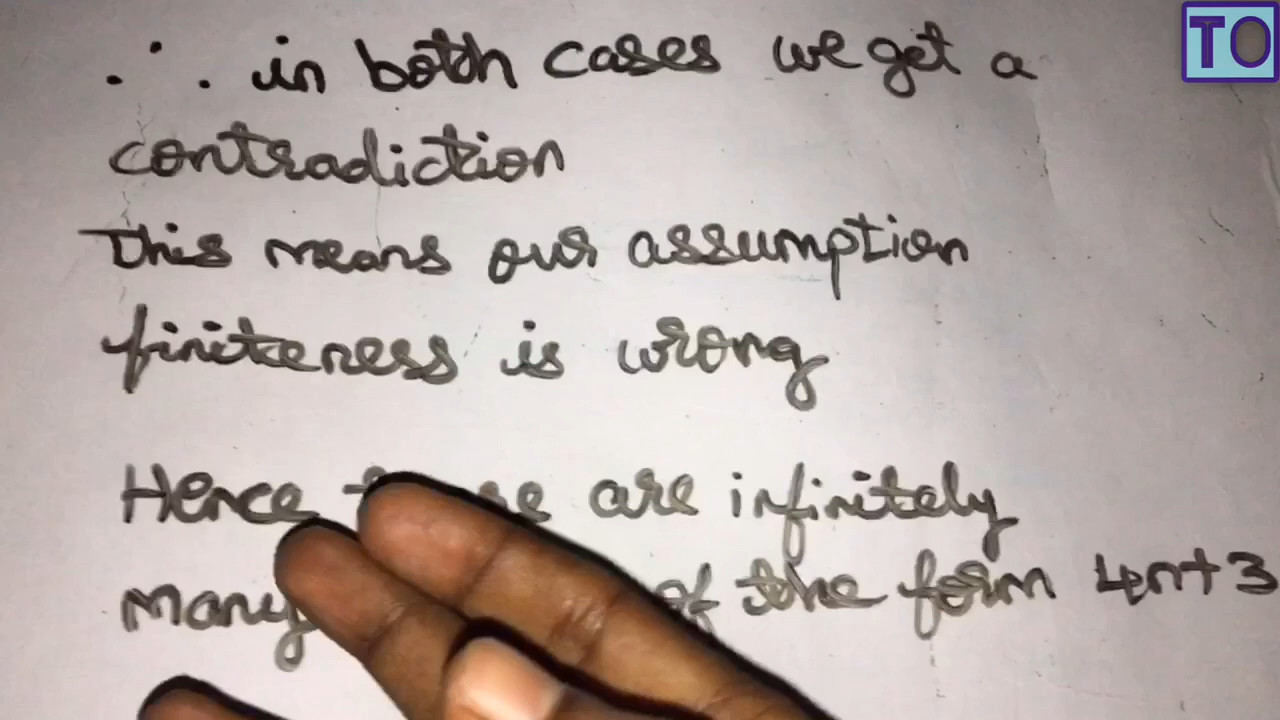 TO
∴ in both cases we get a
contradiction
This means our assumption
finiteness is wrong
Hence are infinitely
Many of the form 4n+3